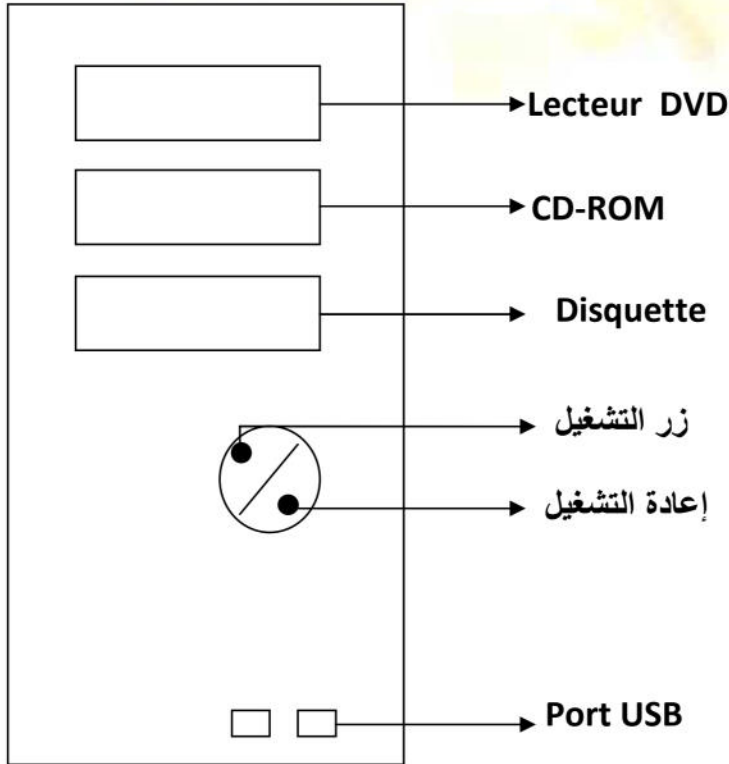 Lecteur DVD
CD-ROM
Disquette
زر التشغيل
إعادة التشغيل
Port USB